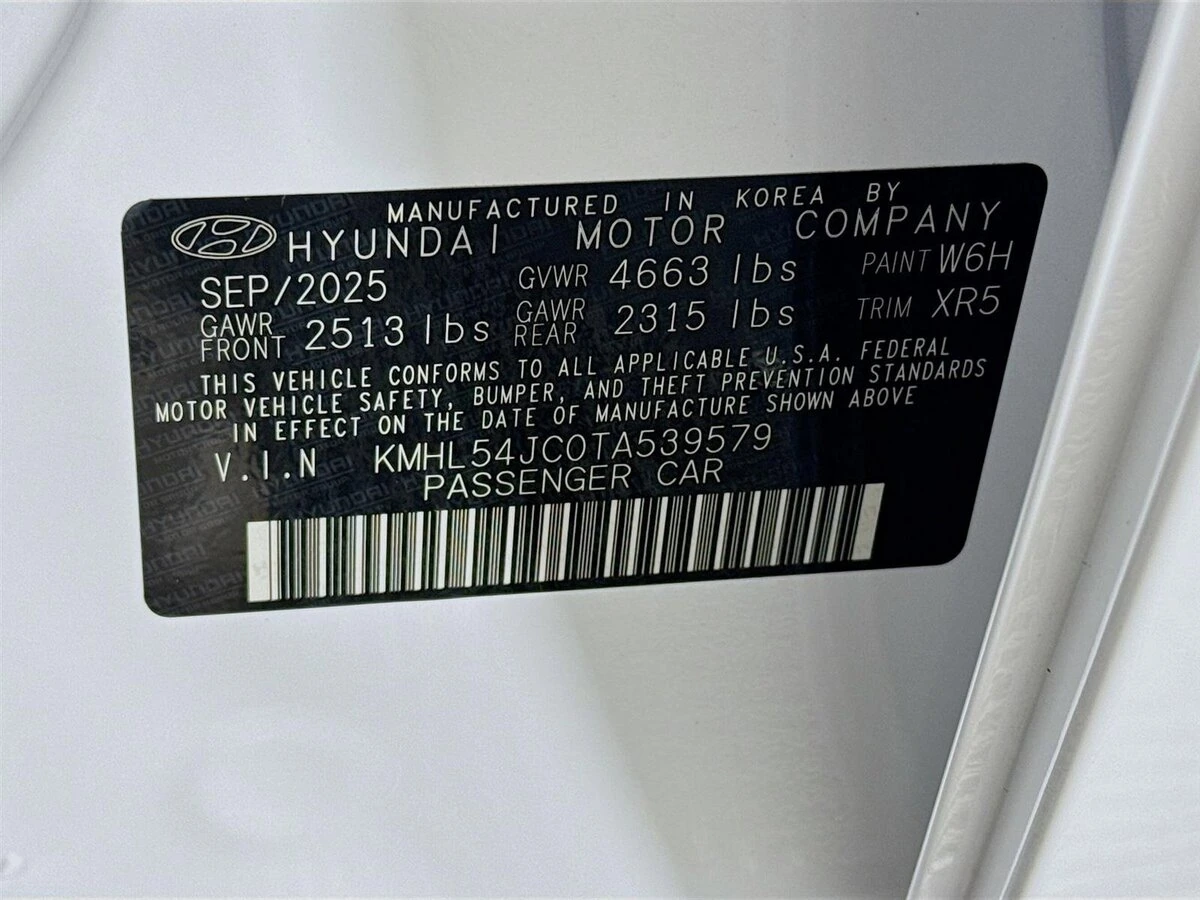 MANUFACTURED IN KOREA BY
HYUNDAI MOTOR COMPANY
SEP/2025 GVWR 4663 lbs PAINT W6H
GAWR FRONT 2513 lbs GAWR REAR 2315 lbs TRIM XR5
THIS VEHICLE CONFORMS TO ALL APPLICABLE U.S.A. FEDERAL
MOTOR VEHICLE SAFETY, BUMPER, AND THEFT PREVENTION STANDARDS
IN EFFECT ON THE DATE OF MANUFACTURE SHOWN ABOVE
V.I.N KMHL54JC0TA539579
PASSENGER CAR